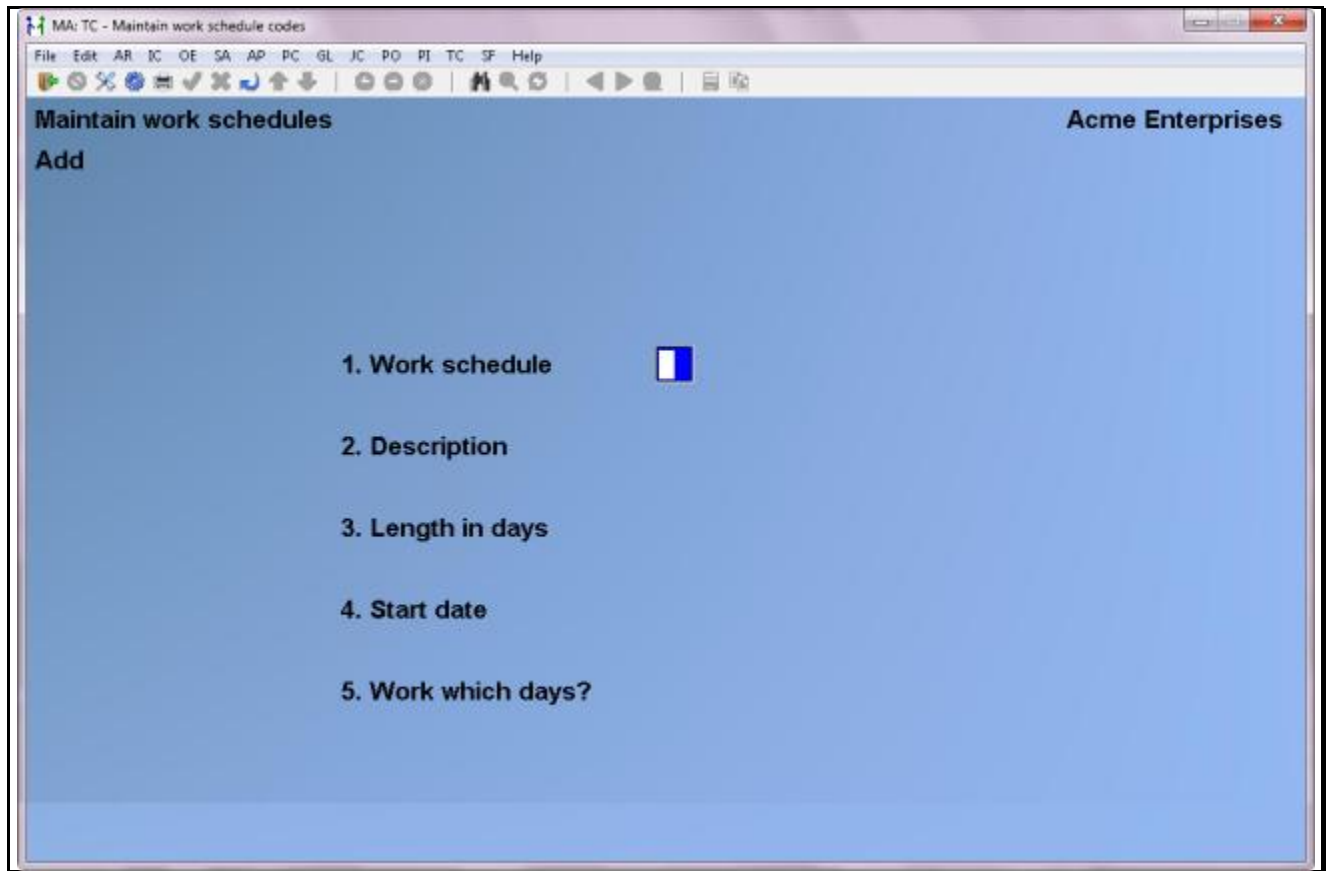 MA: TC - Maintain work schedule codes
File Edit AR IC OE SA AP PC GL JC PO PI TC SF Help
Maintain work schedules Acme Enterprises
Add
1. Work schedule
2. Description
3. Length in days
4. Start date
5. Work which days?